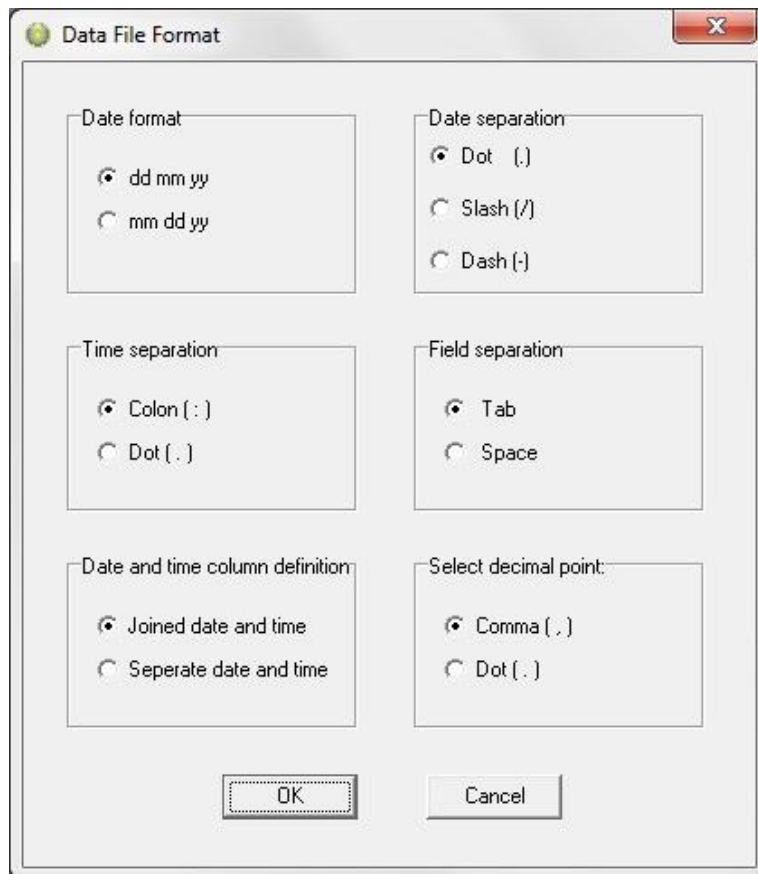 Data File Format
Date format
dd mm yy
mm dd yy
Date separation
Dot (.)
Slash (/)
Dash (-)
Time separation
Colon ( : )
Dot ( . )
Field separation
Tab
Space
Date and time column definition
Joined date and time
Seperate date and time
Select decimal point:
Comma ( , )
Dot ( . )
OK
Cancel